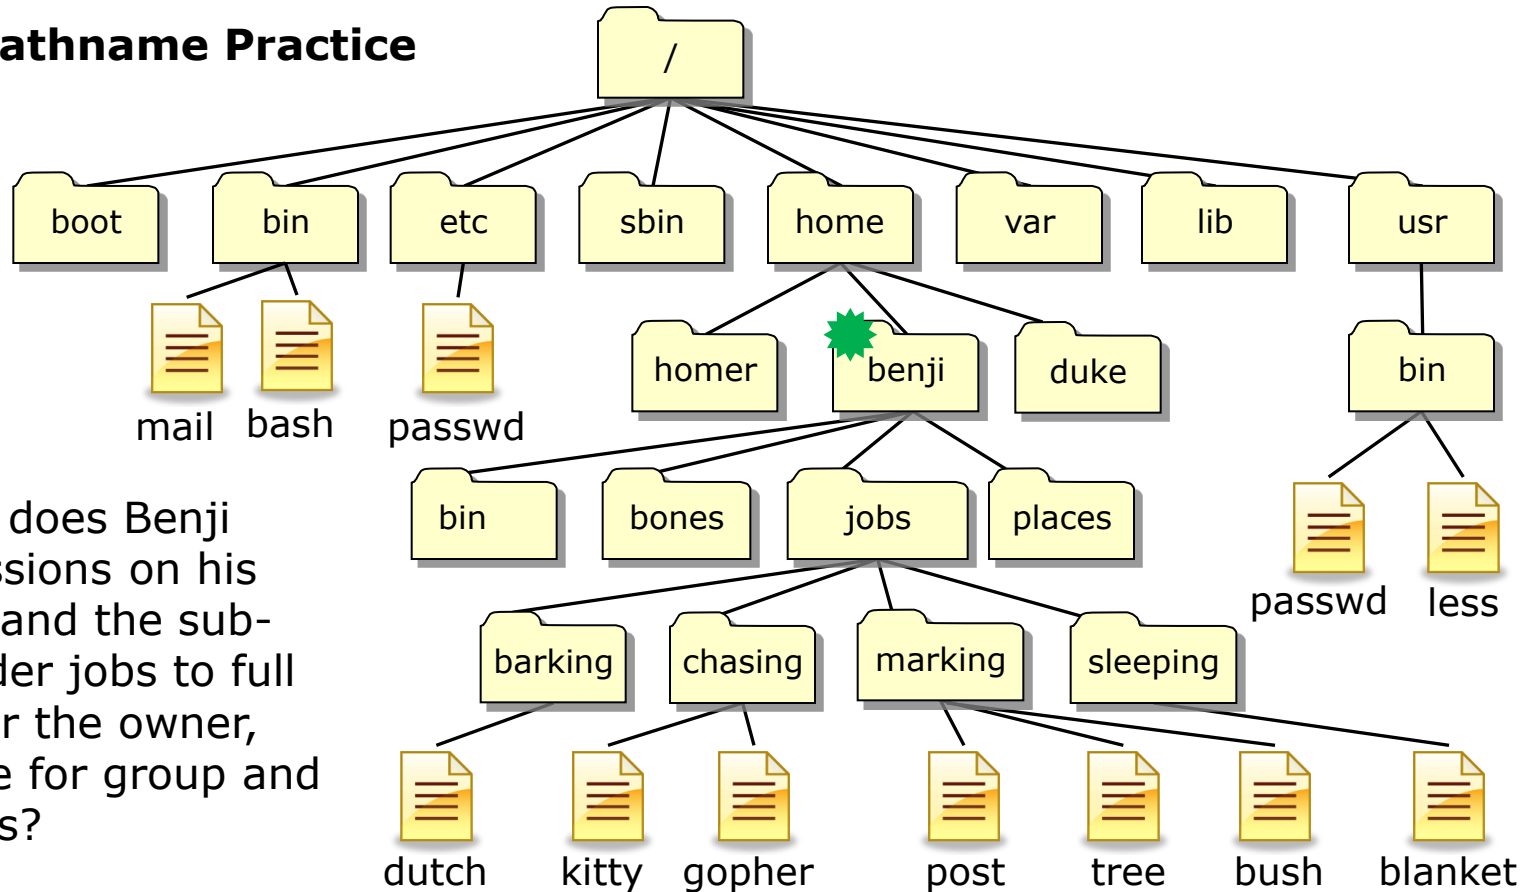 athname Practice
/
boot bin etc sbin home var lib usr
mail bash passwd
homer benji duke bin
bin bones jobs places
passwd less
does Benji
ssions on his
and the sub-
der jobs to full
r the owner,
e for group and
s?
barking chasing marking sleeping
dutch kitty gopher post tree bush blanket